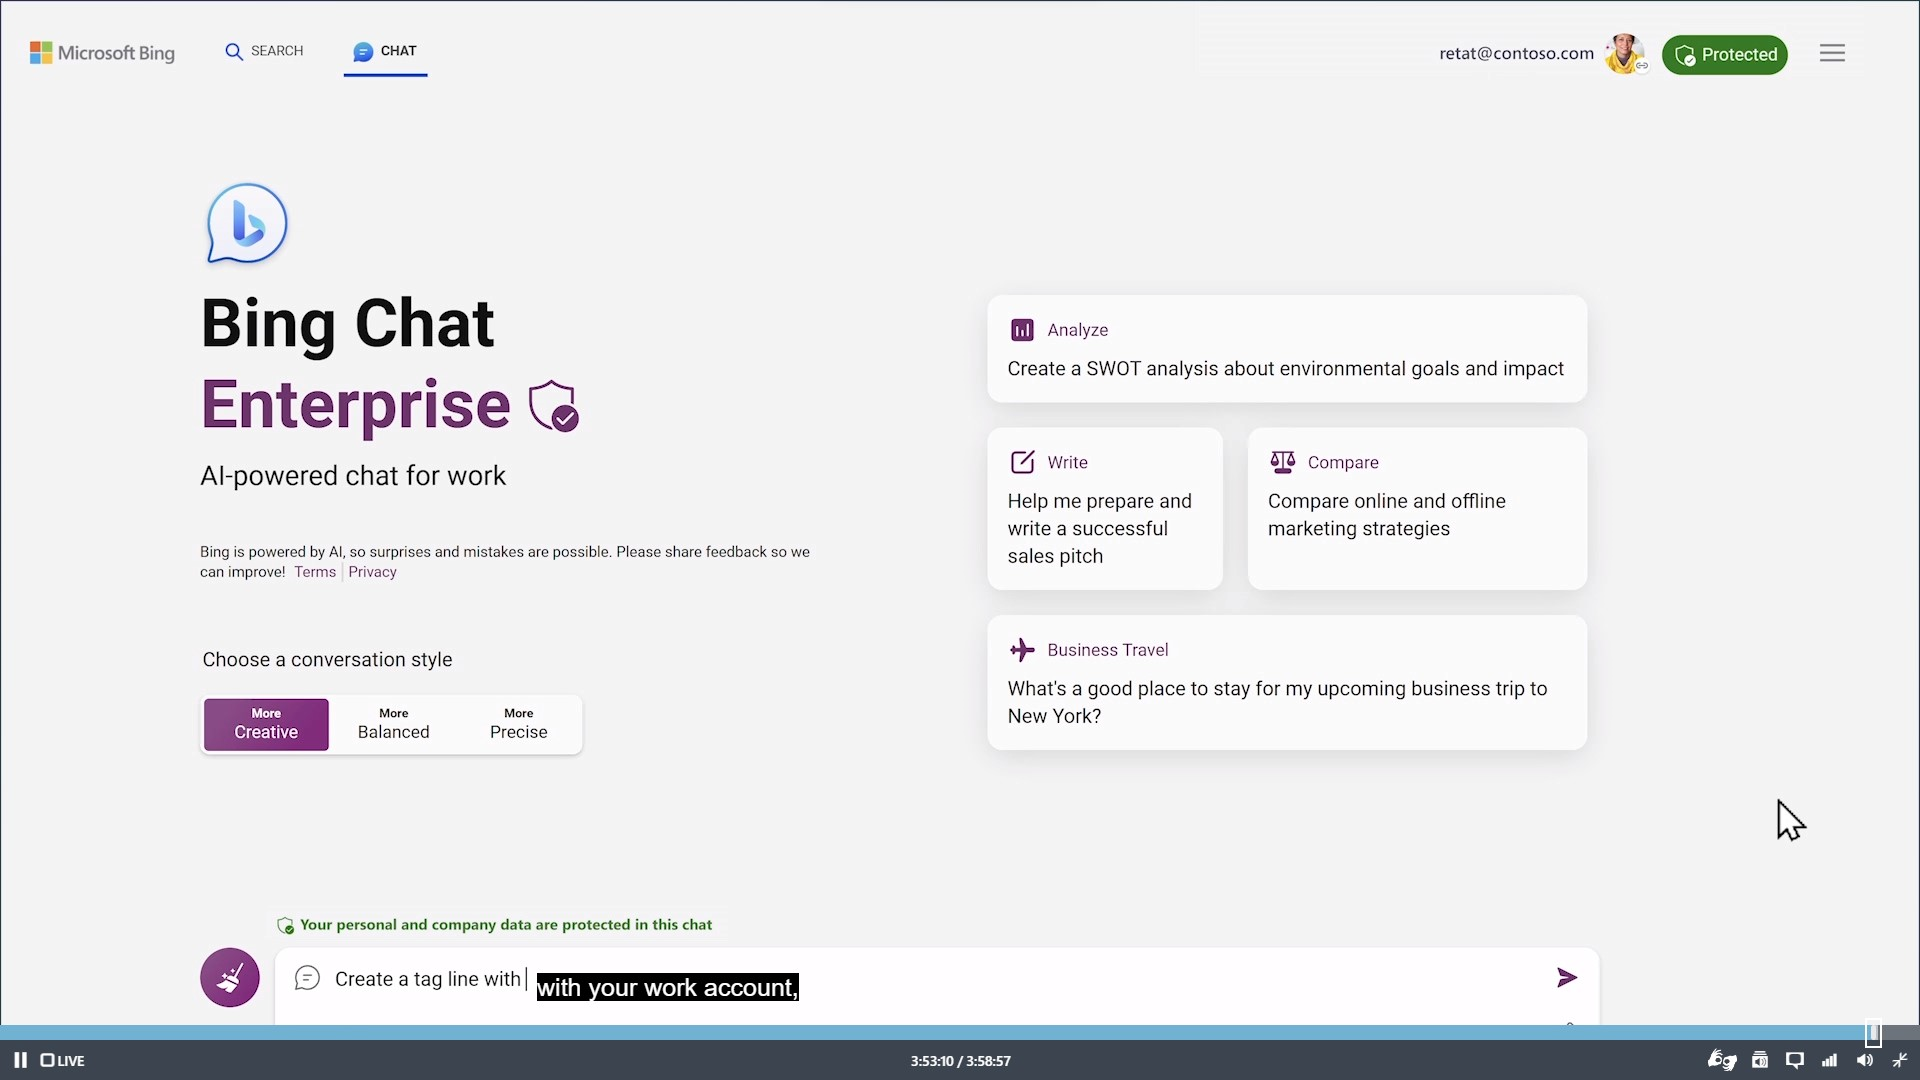 Microsoft Bing
SEARCH
CHAT
retat@contoso.com
Protected
Bing Chat
Enterprise
AI-powered chat for work
Bing is powered by AI, so surprises and mistakes are possible. Please share feedback so we
can improve! Terms Privacy
Choose a conversation style
More
Creative
More
Balanced
More
Precise
Analyze
Create a SWOT analysis about environmental goals and impact
Write
Help me prepare and
write a successful
sales pitch
Compare
Compare online and offline
marketing strategies
Business Travel
What's a good place to stay for my upcoming business trip to
New York?
Your personal and company data are protected in this chat
Create a tag line with
with your work account,
LIVE
3:53:10 / 3:58:57